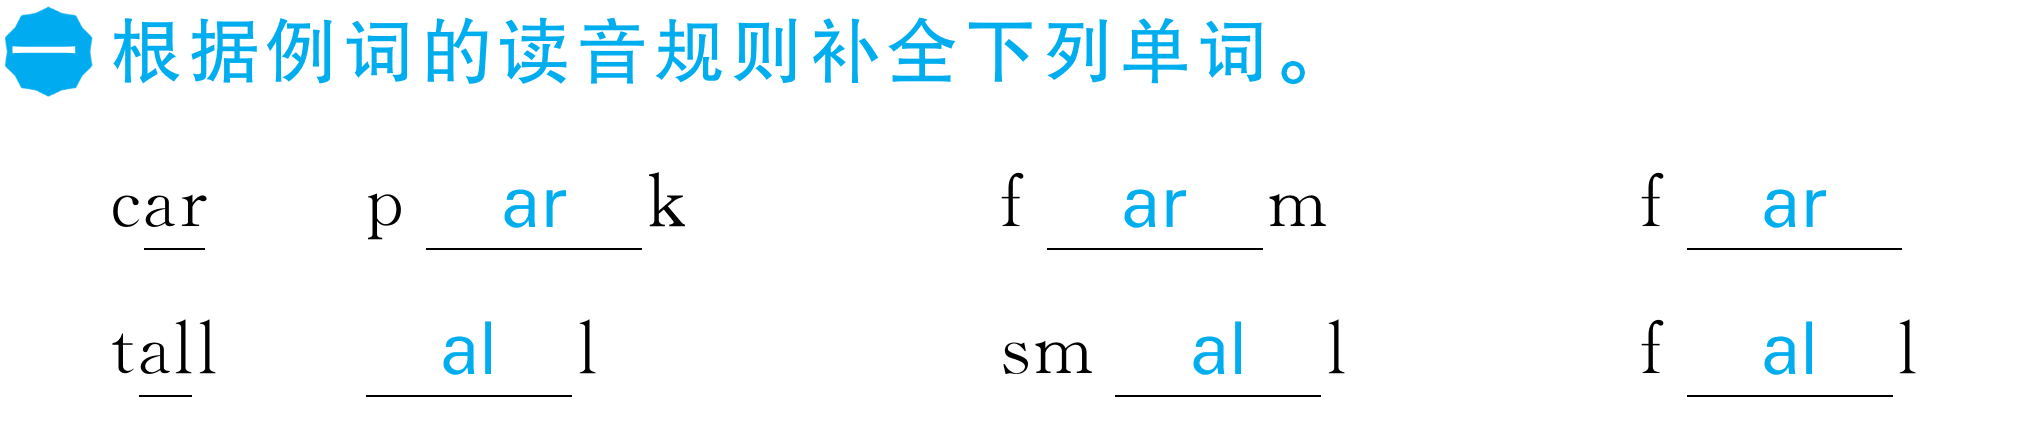 一 根据例词的读音规则补全下列单词。
car p ar k f ar m f ar
tall al l sm al l f al l